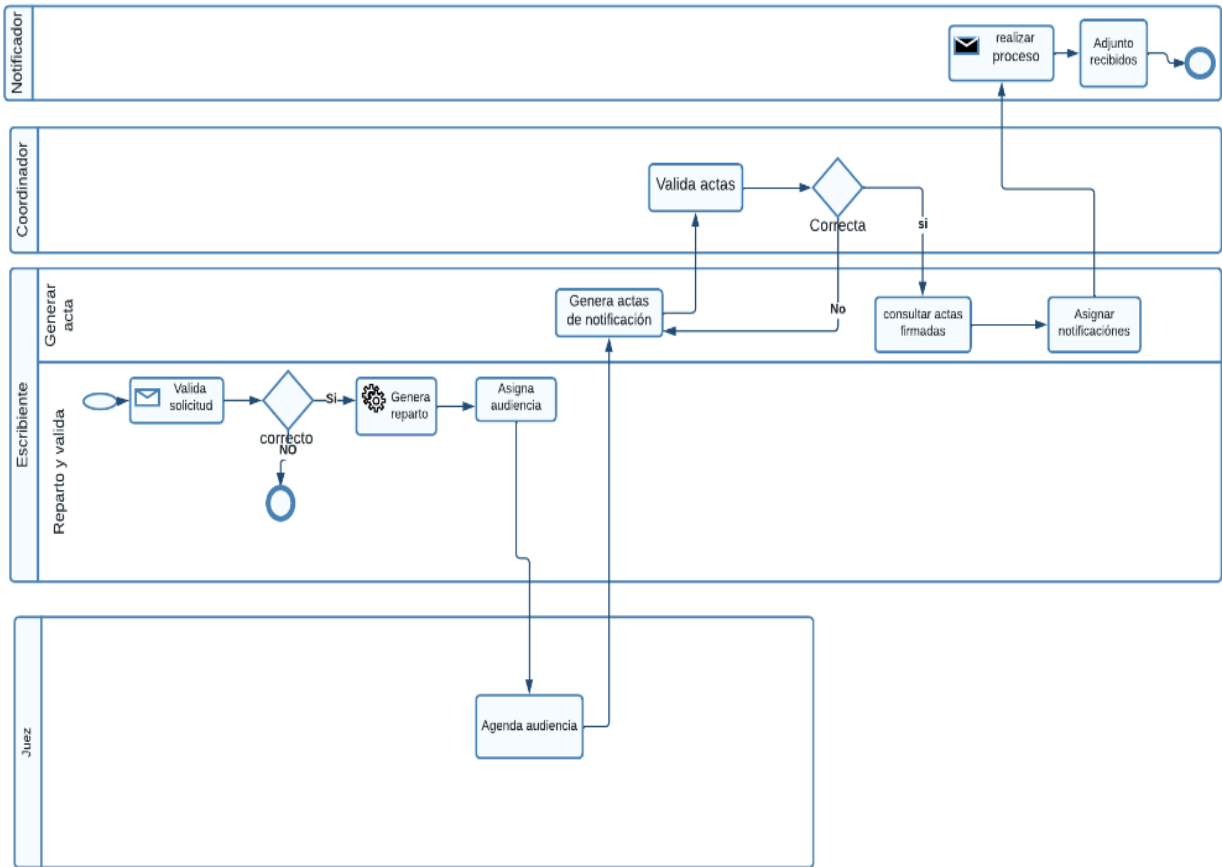 Notificador
realizar
proceso
Adjunto
recibidos
Coordinador
Valida actas
Correcta
si
No
Escribiente
Generar
acta
Genera actas
de notificación
consultar actas
firmadas
Asignar
notificaciónes
Reparto y valida
Valida
solicitud
correcto
NO
Si
Genera
reparto
Asigna
audiencia
Juez
Agenda audiencia